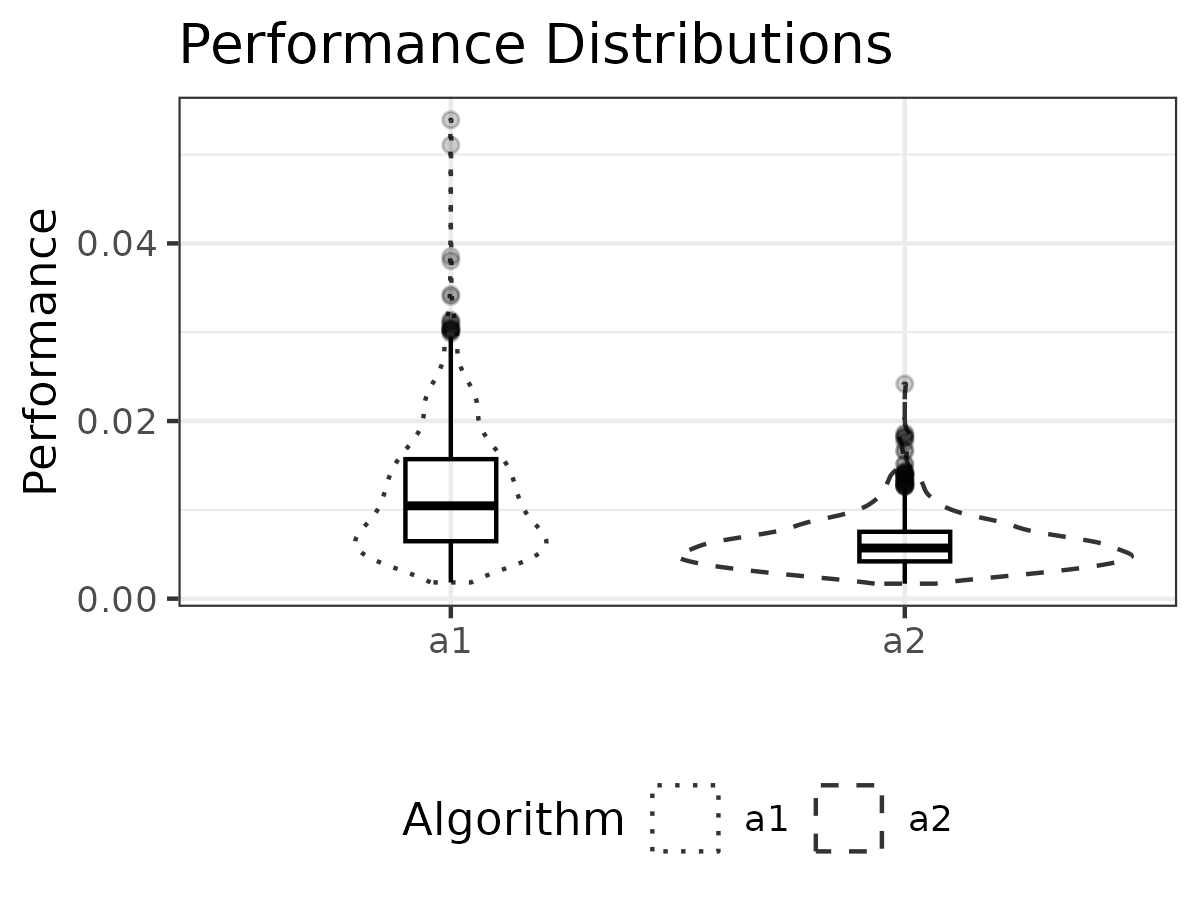 Performance Distributions
Performance
0.04
0.02
0.00
a1 a2
Algorithm a1 a2